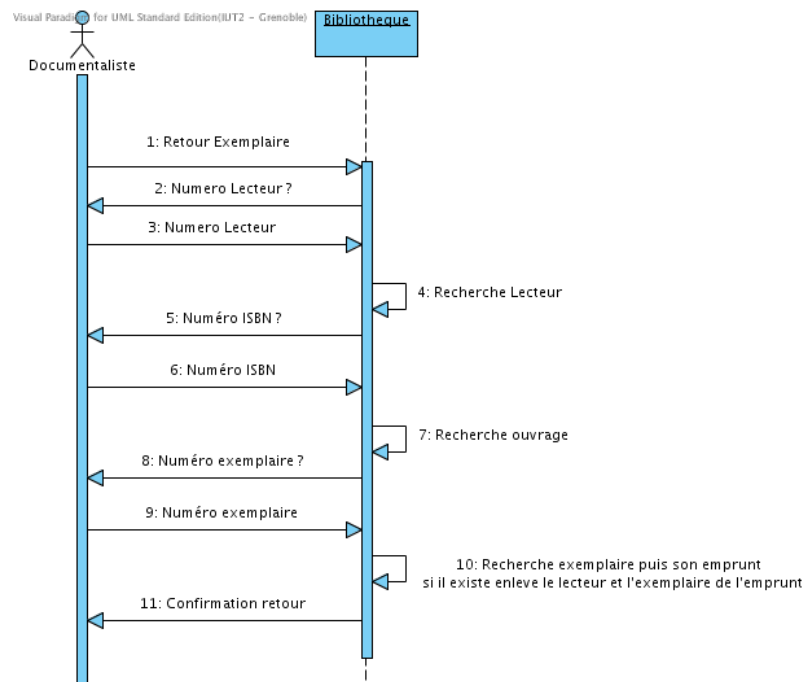 Visual Paradigm for UML Standard Edition(IUT2 - Grenoble)
Bibliotheque
Documentaliste
1: Retour Exemplaire
2: Numero Lecteur ?
3: Numero Lecteur
4: Recherche Lecteur
5: Numéro ISBN ?
6: Numéro ISBN
7: Recherche ouvrage
8: Numéro exemplaire ?
9: Numéro exemplaire
10: Recherche exemplaire puis son emprunt
si il existe enleve le lecteur et l'exemplaire de l'emprunt
11: Confirmation retour